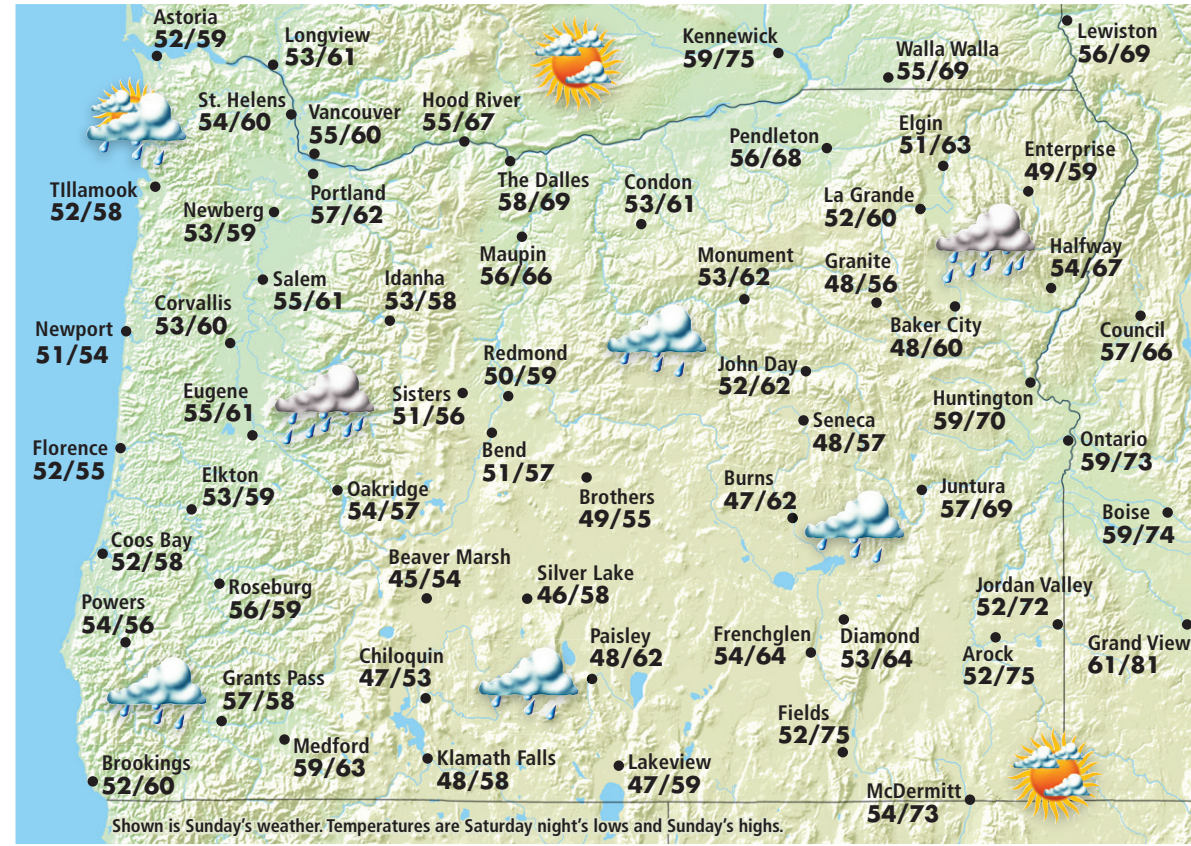 Astoria
52/59
Longview
53/61
Kennewick
59/75
Walla Walla
55/69
Lewiston
56/69
St. Helens
54/60
Vancouver
55/60
Hood River
55/67
Pendleton
56/68
Elgin
51/63
Enterprise
49/59
TIllamook
52/58
Newberg
53/59
Portland
57/62
The Dalles
58/69
Condon
53/61
La Grande
52/60
Maupin
56/66
Monument
53/62
Granite
48/56
Halfway
54/67
Salem
55/61
Idanha
53/58
Corvallis
53/60
Newport
51/54
Baker City
48/60
Council
57/66
Redmond
50/59
John Day
52/62
Eugene
55/61
Sisters
51/56
Huntington
59/70
Seneca
48/57
Florence
52/55
Bend
51/57
Ontario
59/73
Elkton
53/59
Oakridge
54/57
Brothers
49/55
Burns
47/62
Juntura
57/69
Boise
59/74
Coos Bay
52/58
Beaver Marsh
45/54
Silver Lake
46/58
Jordan Valley
52/72
Roseburg
56/59
Powers
54/56
Paisley
48/62
Frenchglen
54/64
Diamond
53/64
Arock
52/75
Grand View
61/81
Chiloquin
47/53
Grants Pass
57/58
Fields
52/75
Medford
59/63
Klamath Falls
48/58
Lakeview
47/59
Brookings
52/60
McDermitt
54/73
Shown is Sunday's weather. Temperatures are Saturday night's lows and Sunday's highs.